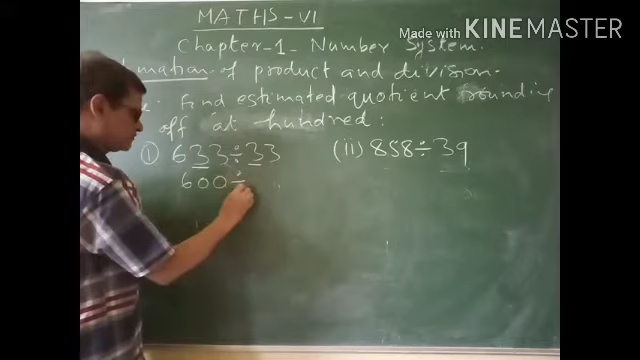 MATHS-VI
Made with KINEMASTER
Chapter-1- Number System.
of product and division.
Find estimated quotient rounding
off at hundred:
① 633÷33 (ii) 858÷39
600÷